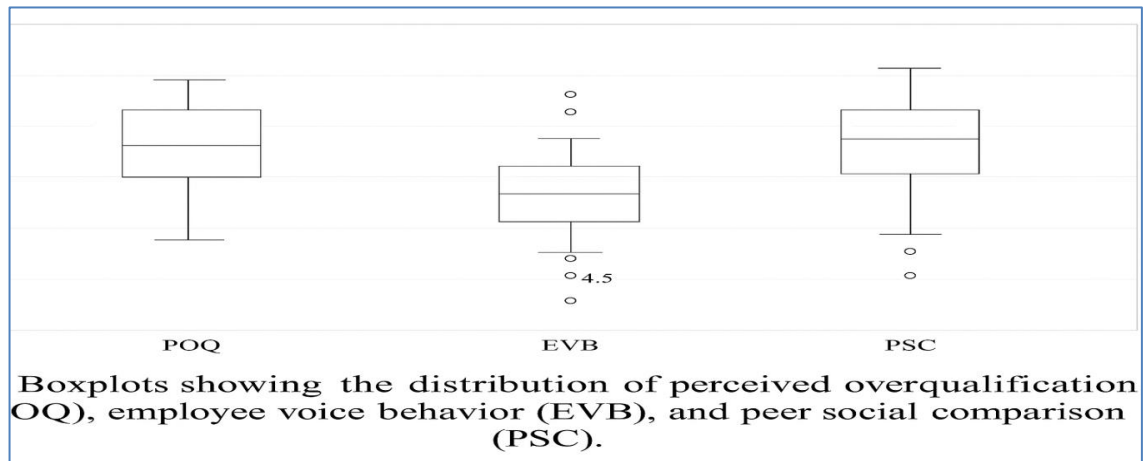 4.5
POQ EVB PSC
Boxplots showing the distribution of perceived overqualification
OQ), employee voice behavior (EVB), and peer social comparison
(PSC).